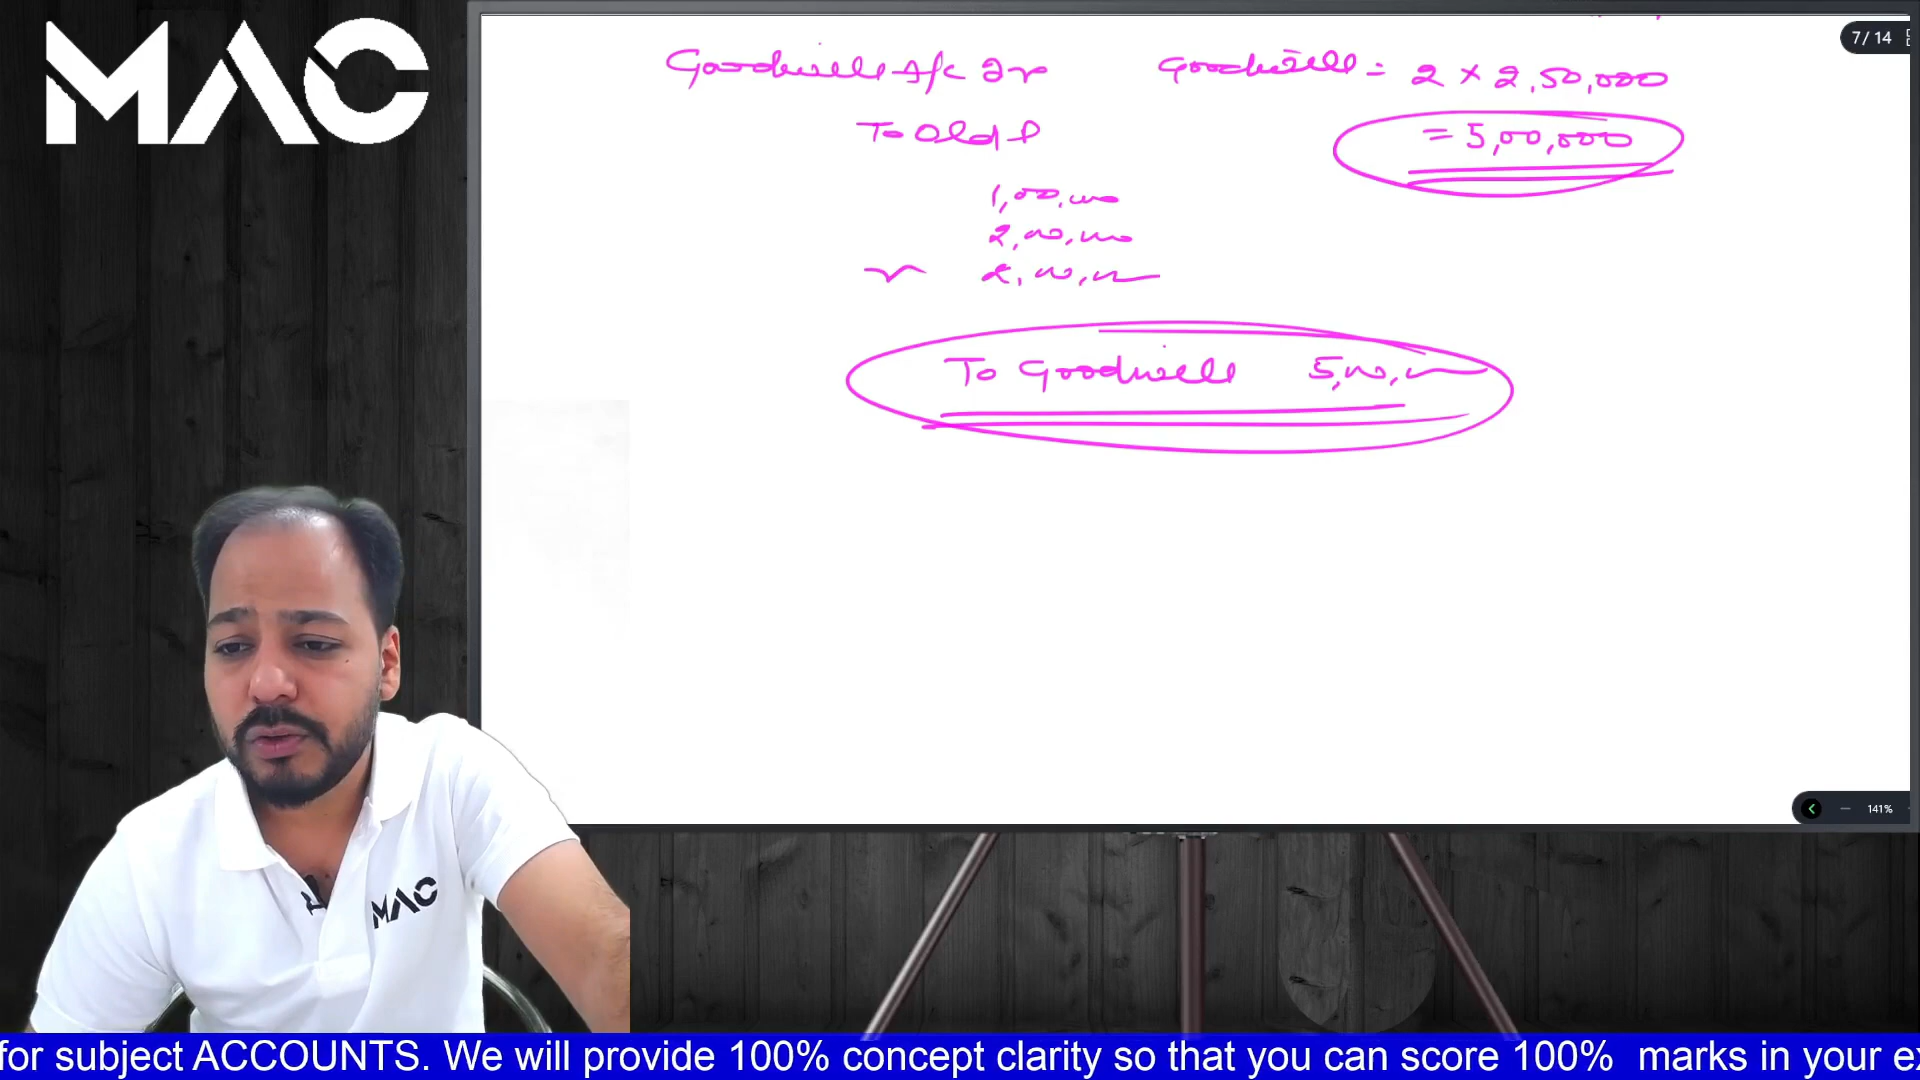 MAC
7/ 14
Goodwill A/c Dr
Goodwill = 2 × 2,50,000
= 5,00,000
To Old P
1,00,000
2,00,000
2,00,000
To Goodwill 5,00,000
141%
MAC
for subject ACCOUNTS. We will provide 100% concept clarity so that you can score 100% marks in your ex